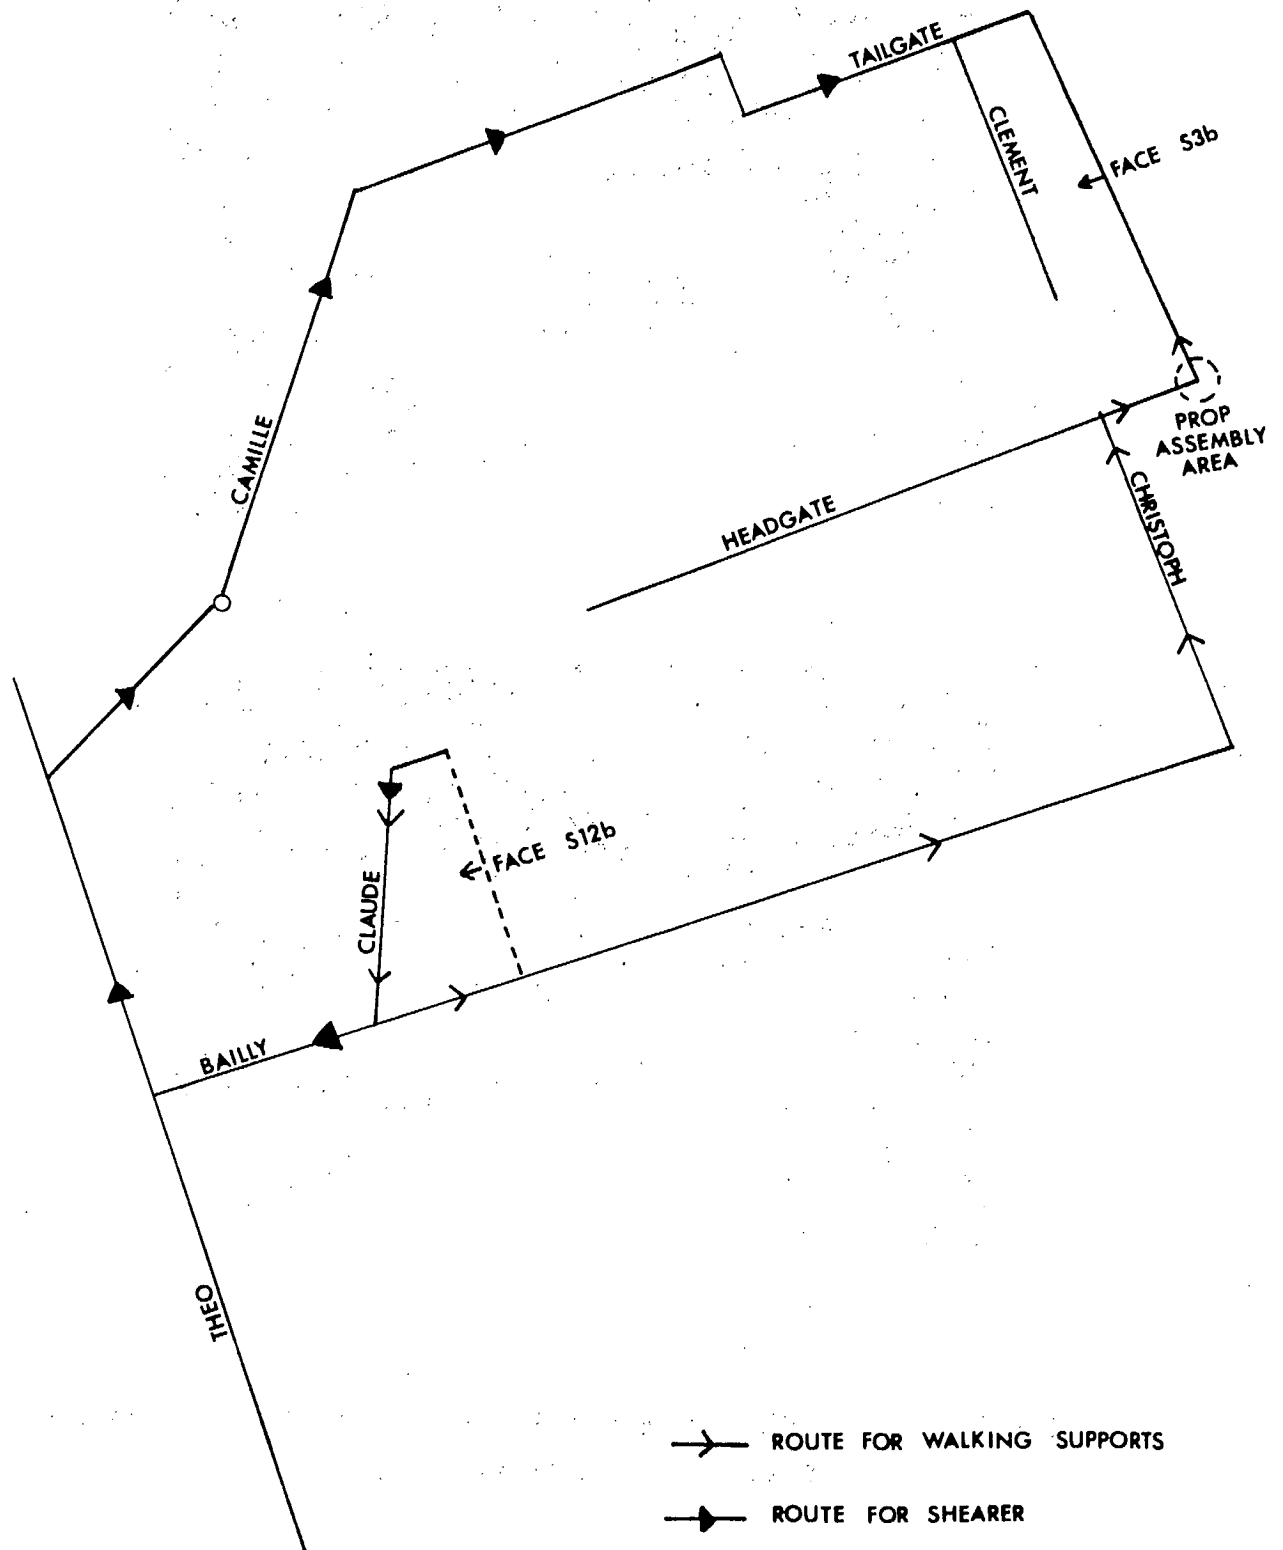 TAILGATE
CLEMENT
FACE S3b
CAMILLE
PROP
ASSEMBLY
AREA
HEADGATE
CHRISTOPH
FACE S12b
CLAUDE
BAILLY
THEO
ROUTE FOR WALKING SUPPORTS
ROUTE FOR SHEARER